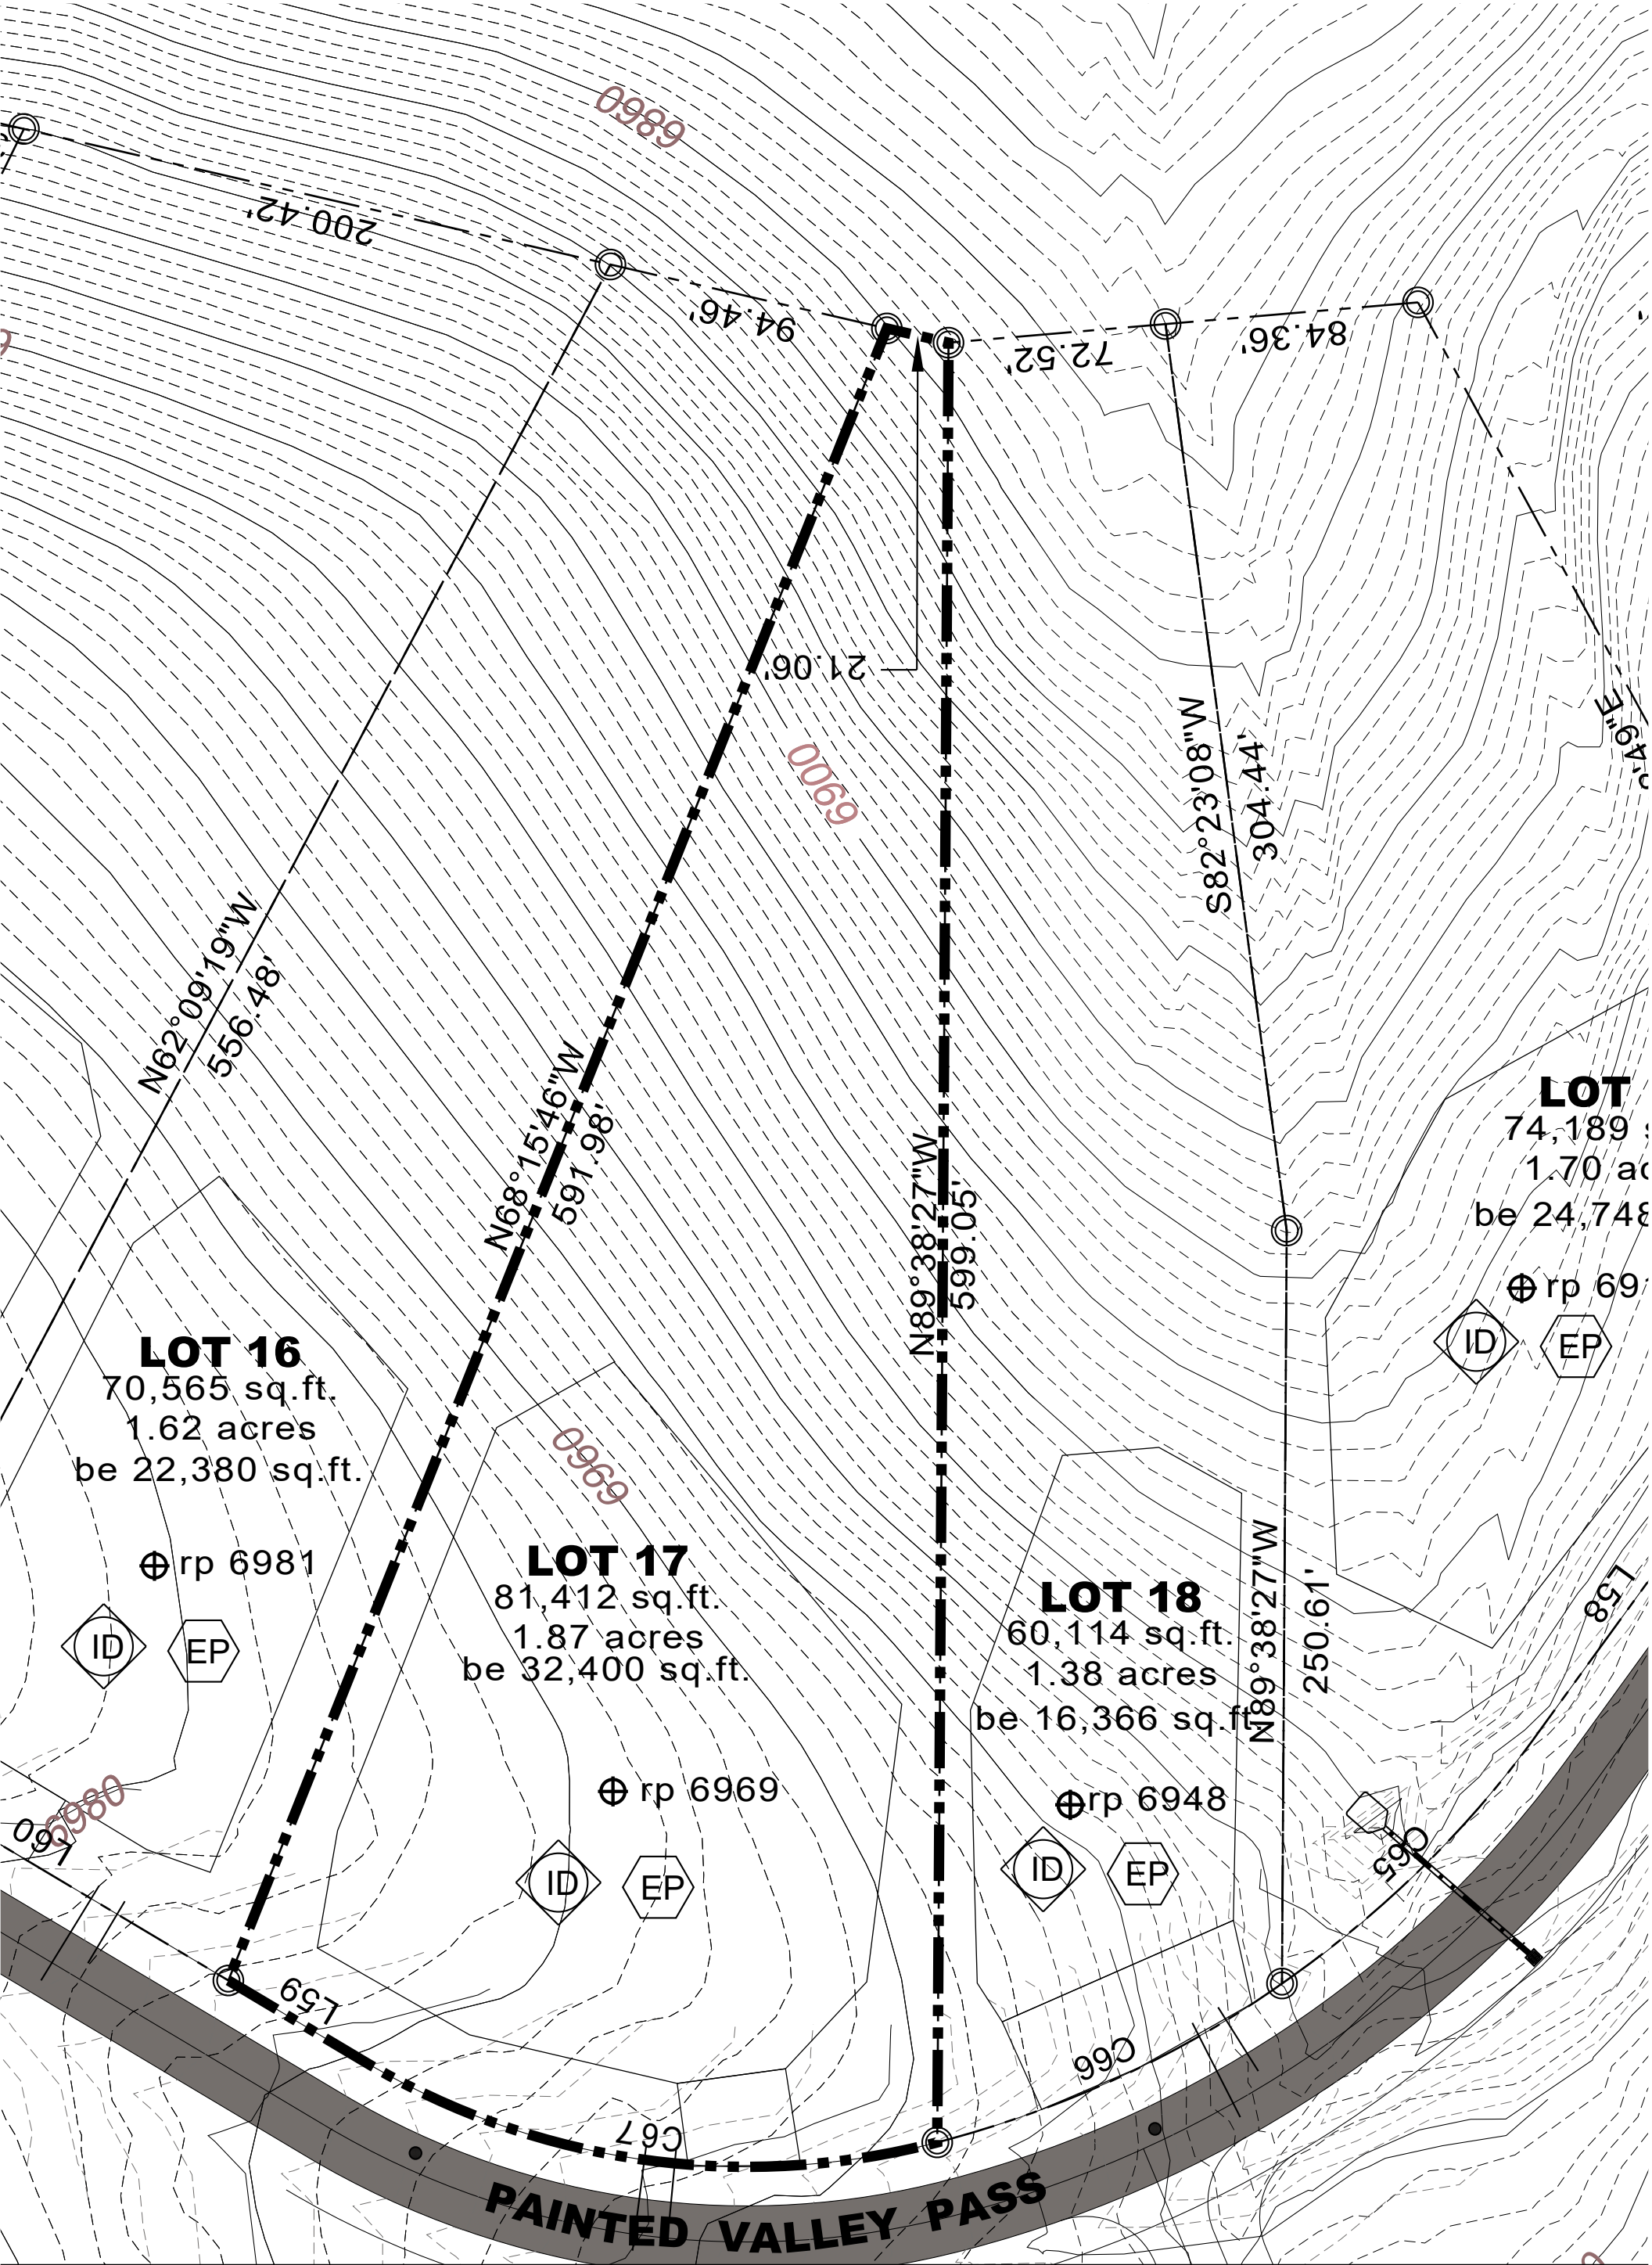 6860
200.42'
94.46'
72.52'
84.36'
21.06'
6900
S82°23'08"W
304.44'
N62°09'19"W
556.48'
N68°15'46"W
591.98'
N89°38'27"W
599.05'
LOT
74,189
1.70
be 24,748
rp
ID
EP
LOT 16
70,565 sq.ft.
1.62 acres
be 22,380 sq.ft.
rp 6981
ID
EP
6960
LOT 17
81,412 sq.ft.
1.87 acres
be 32,400 sq.ft.
rp 6969
ID
EP
LOT 18
60,114 sq.ft.
1.38 acres
be 16,366 sq.ft.
rp 6948
ID
EP
N89°38'27"W
250.61'
L58
6980
L60
C65
L59
C66
C67
PAINTED VALLEY PASS